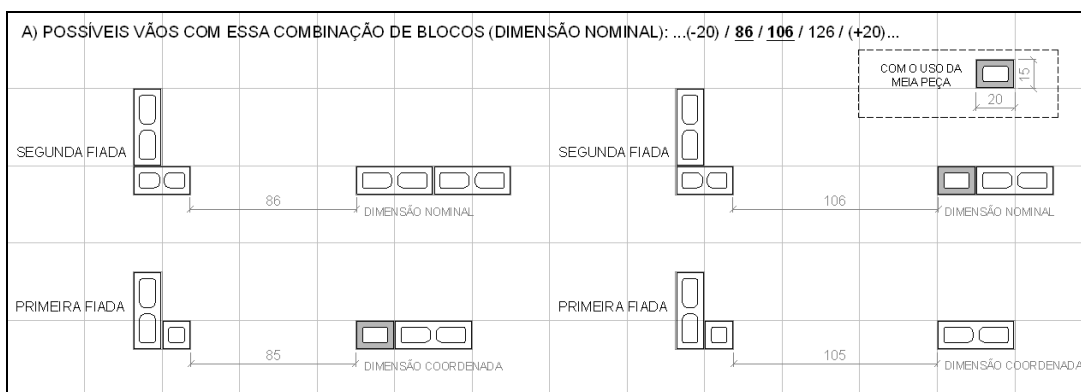 A) POSSÍVEIS VÃOS COM ESSA COMBINAÇÃO DE BLOCOS (DIMENSÃO NOMINAL): ...(-20) / 86 / 106 / 126 / (+20)...
COM O USO DA
MEIA PEÇA
15
20
SEGUNDA FIADA
86
DIMENSÃO NOMINAL
SEGUNDA FIADA
106
DIMENSÃO NOMINAL
PRIMEIRA FIADA
85
DIMENSÃO COORDENADA
PRIMEIRA FIADA
105
DIMENSÃO COORDENADA